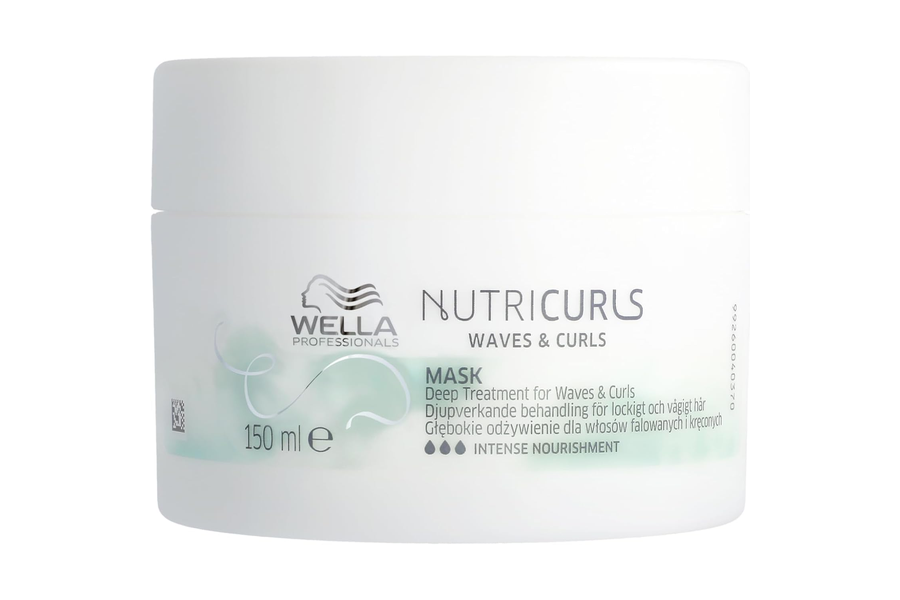 WELLA
PROFESSIONALS
NUTRICURLS
WAVES & CURLS
MASK
Deep Treatment for Waves & Curls
Djupverkande behandling för lockigt och vågigt hår
Głębokie odżywienie dla włosów falowanych i kręconych
INTENSE NOURISHMENT
150 ml ℮
99260040370